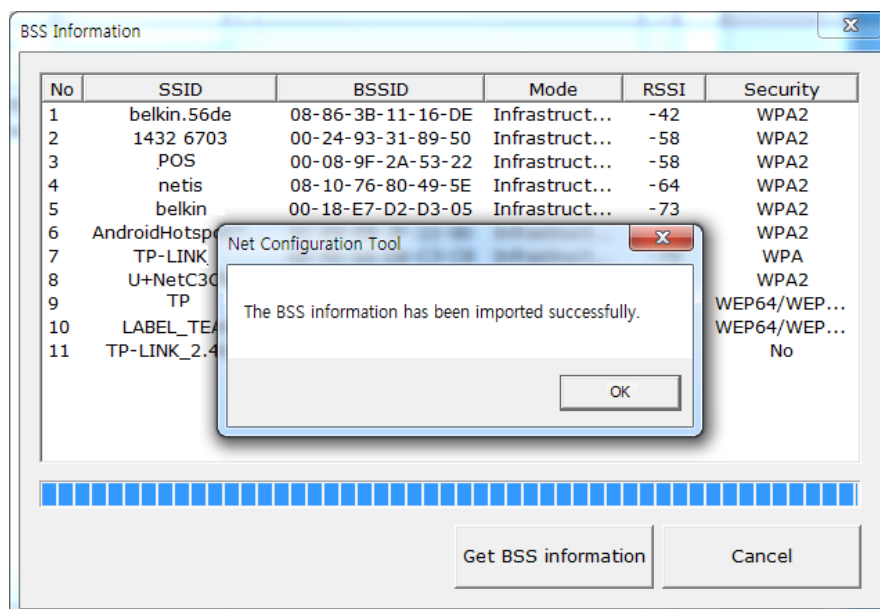 BSS Information
No SSID BSSID Mode RSSI Security
1 belkin.56de 08-86-3B-11-16-DE Infrastruct... -42 WPA2
2 1432 6703 00-24-93-31-89-50 Infrastruct... -58 WPA2
3 POS 00-08-9F-2A-53-22 Infrastruct... -58 WPA2
4 netis 08-10-76-80-49-5E Infrastruct... -64 WPA2
5 belkin 00-18-E7-D2-D3-05 Infrastruct... -73 WPA2
6 WPA2
7 TP-LINK WPA
8 WPA2
9 TP WEP64/WEP...
10 WEP64/WEP...
11 No
Net Configuration Tool
The BSS information has been imported successfully.
OK
Get BSS information Cancel